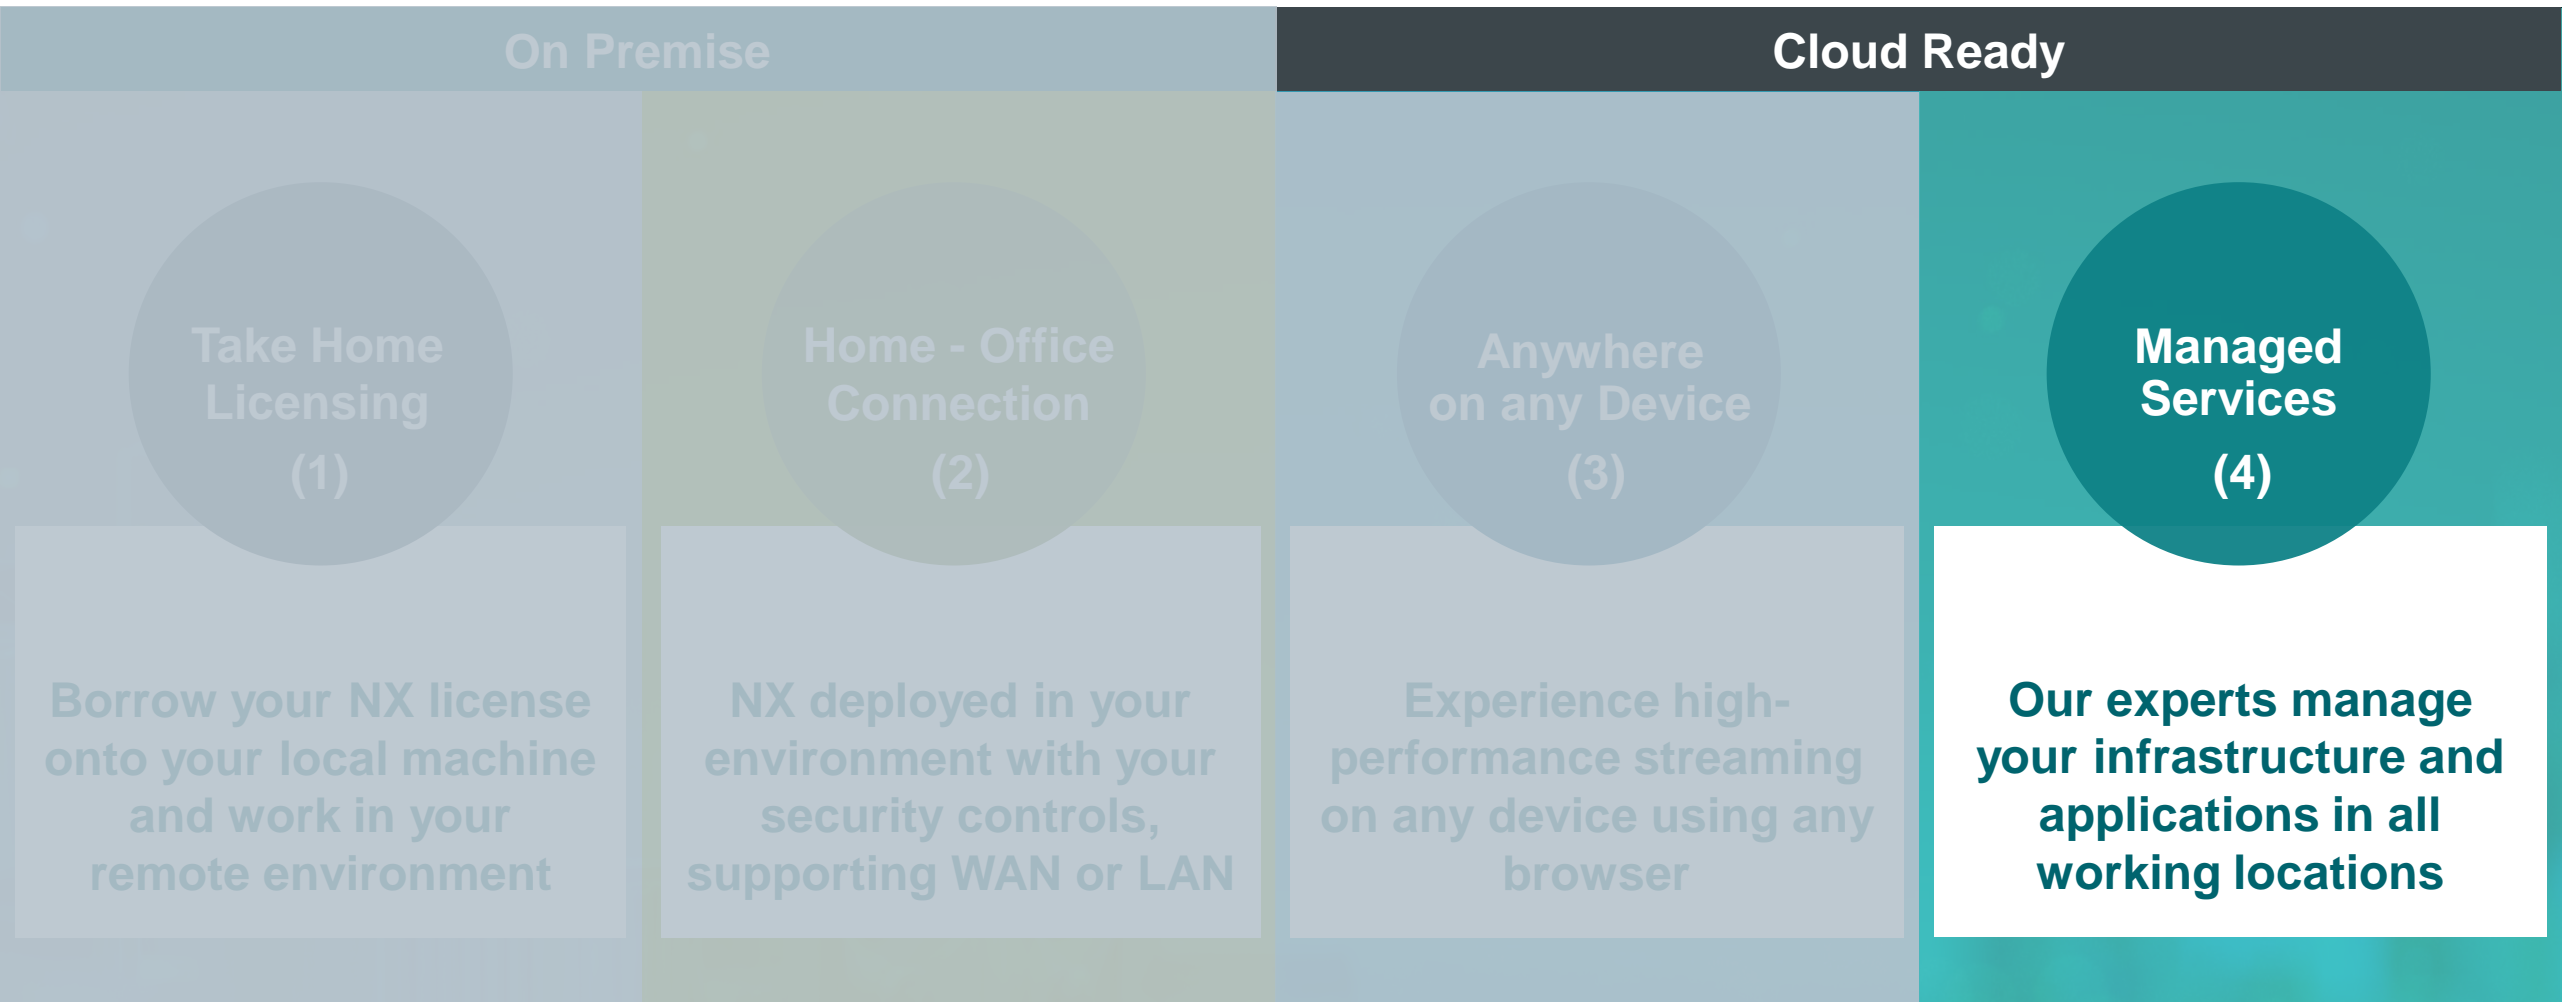 On Premise
Cloud Ready
Take Home
Licensing
(1)
Borrow your NX license
onto your local machine
and work in your
remote environment
Home - Office
Connection
(2)
NX deployed in your
environment with your
security controls,
supporting WAN or LAN
Anywhere
on any Device
(3)
Experience high-
performance streaming
on any device using any
browser
Managed
Services
(4)
Our experts manage
your infrastructure and
applications in all
working locations